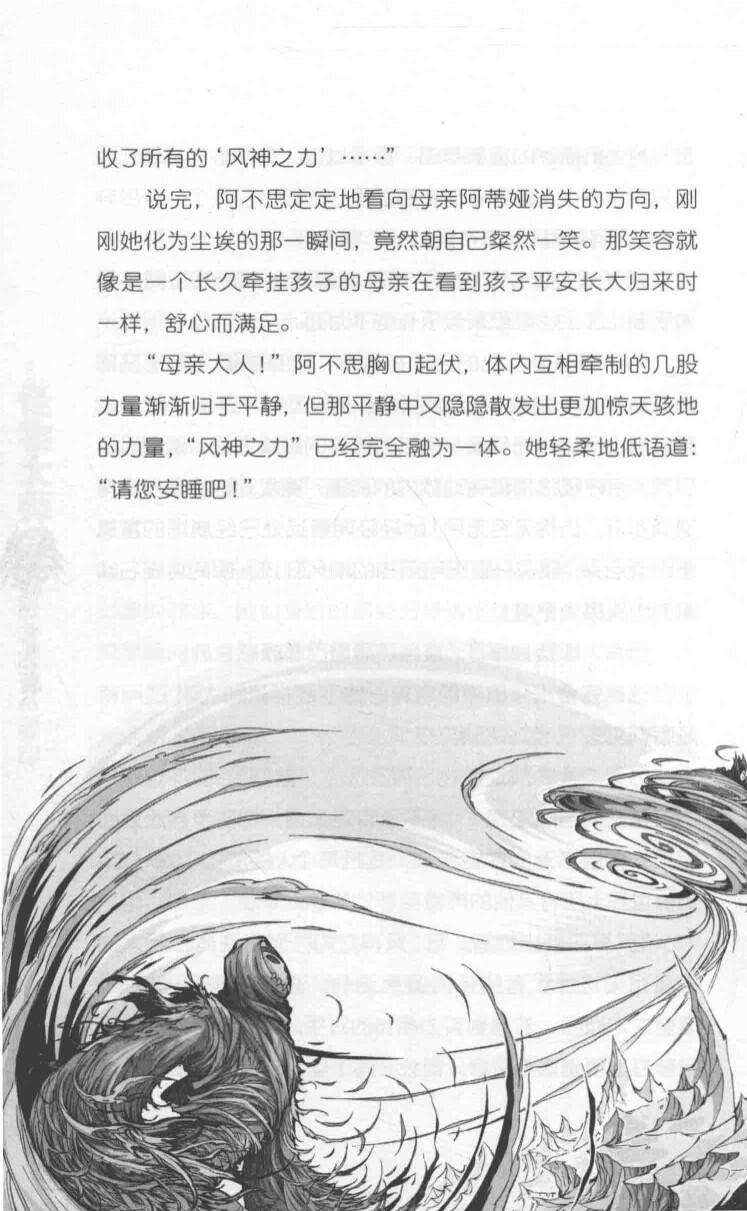 收了所有的‘风神之力’……”
说完，阿不思定定地看向母亲阿蒂娅消失的方向，刚
刚她化为尘埃的那一瞬间，竟然朝自己粲然一笑。那笑容就
像是一个长久牵挂孩子的母亲在看到孩子平安长大归来时
一样，舒心而满足。
“母亲大人！”阿不思胸口起伏，体内互相牵制的几股
力量渐渐归于平静，但那平静中又隐隐散发出更加惊天骇地
的力量，“风神之力”已经完全融为一体。她轻柔地低语道：
“请您安睡吧！”